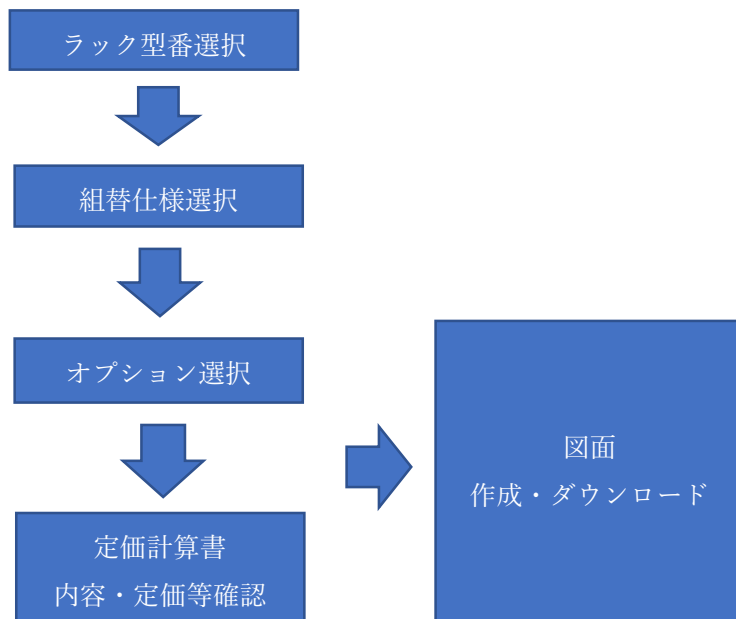 ラック型番選択
組替仕様選択
オプション選択
定価計算書
内容・定価等確認
図面
作成・ダウンロード